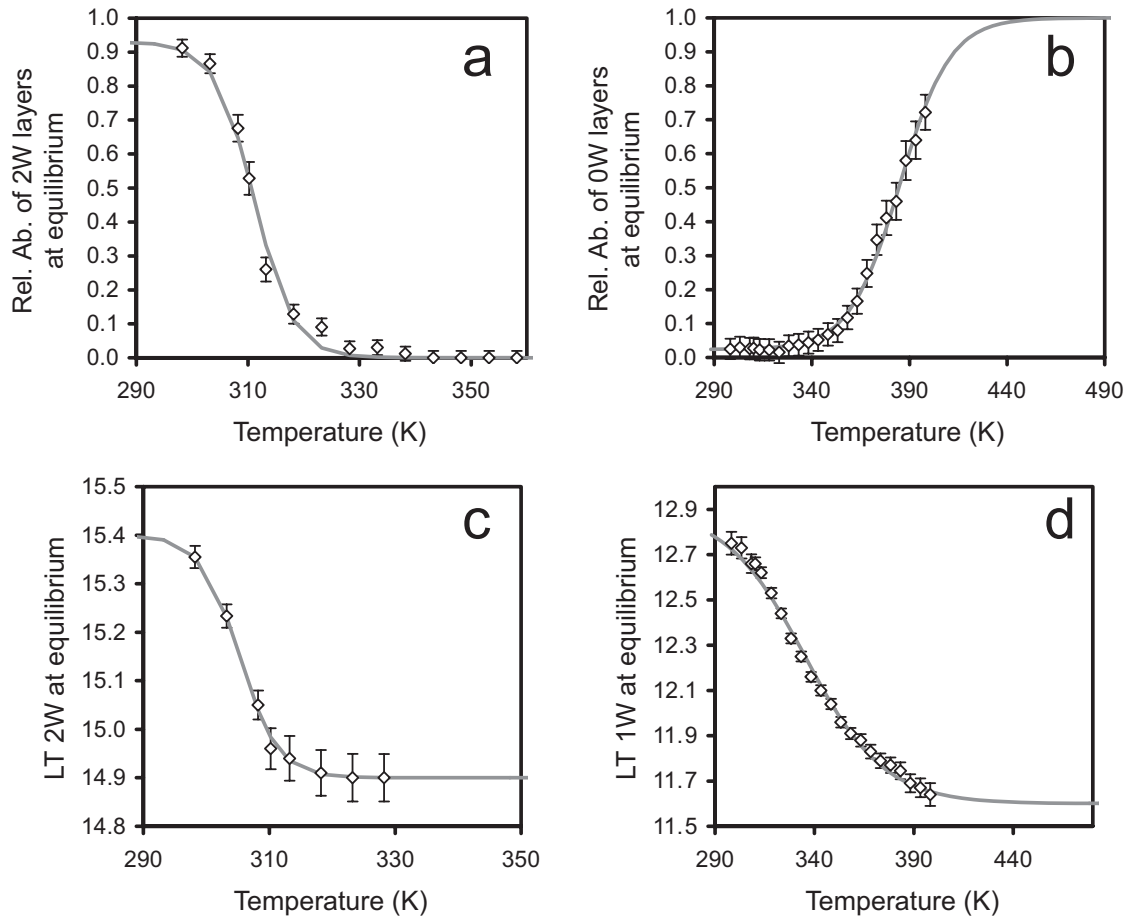 a
1.0
0.9
0.8
0.7
0.6
0.5
0.4
0.3
0.2
0.1
0.0
Rel. Ab. of 2W layers
at equilibrium
290 310 330 350
Temperature (K)
b
1.0
0.9
0.8
0.7
0.6
0.5
0.4
0.3
0.2
0.1
0.0
Rel. Ab. of 0W layers
at equilibrium
290 340 390 440 490
Temperature (K)
c
15.5
15.4
15.3
15.2
15.1
15.0
14.9
14.8
LT 2W at equilibrium
290 310 330 350
Temperature (K)
d
12.9
12.7
12.5
12.3
12.1
11.9
11.7
11.5
LT 1W at equilibrium
290 340 390 440
Temperature (K)